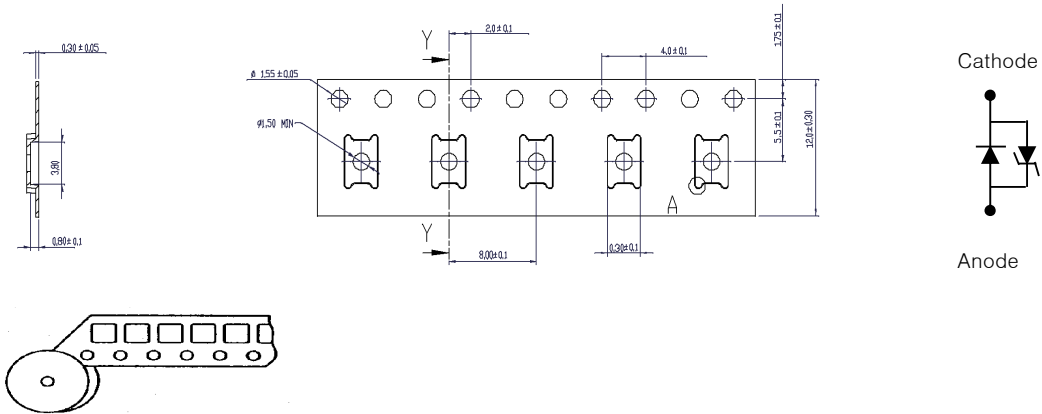 0,30 ± 0,05
3,80
0,80± 0,1
Y
2,0± 0,1
ø 1,55 ±0,05
4,0± 0,1
1,75 ± 0,1
ø1,50 MIN
5,5± 0,1
12,0± 0,30
A
Y
8,00± 0,1
0,30± 0,1
Cathode
Anode